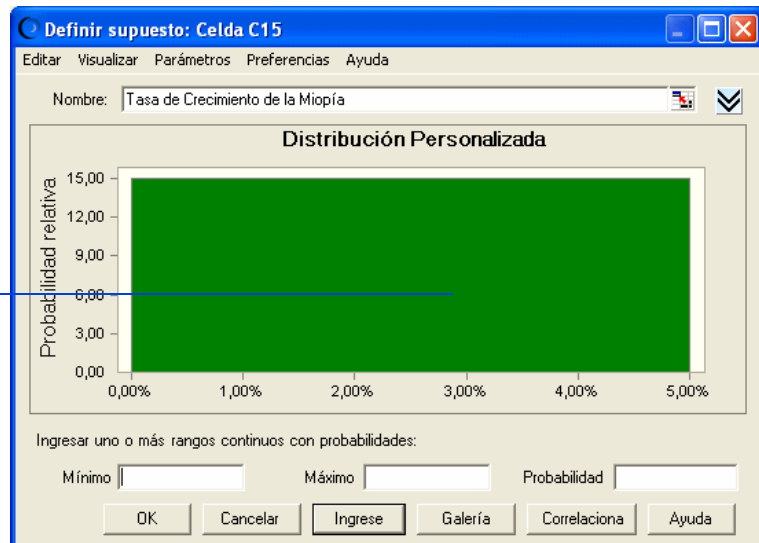 Definir supuesto: Celda C15
Editar Visualizar Parámetros Preferencias Ayuda
Nombre: Tasa de Crecimiento de la Miopía
Distribución Personalizada
Probabilidad relativa
15,00
12,00
9,00
6,00
3,00
0,00
0,00% 1,00% 2,00% 3,00% 4,00% 5,00%
Ingresar uno o más rangos continuos con probabilidades:
Mínimo Máximo Probabilidad
OK Cancelar Ingrese Galería Correlaciona Ayuda